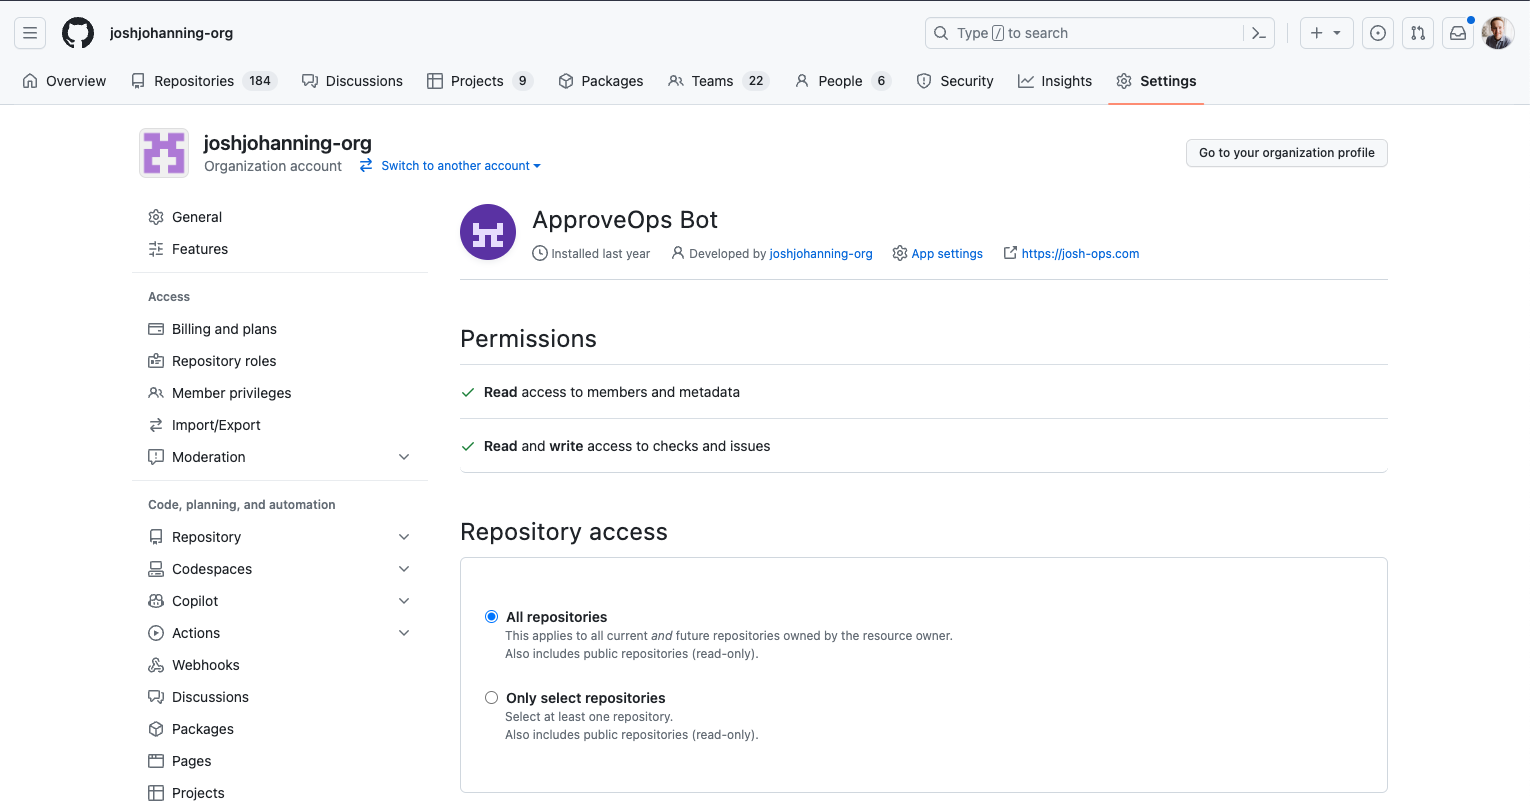 joshjohanning-org
Type / to search
Overview Repositories 184 Discussions Projects 9 Packages Teams 22 People 6 Security Insights Settings
joshjohanning-org
Organization account Switch to another account
Go to your organization profile
General
Features
Access
Billing and plans
Repository roles
Member privileges
Import/Export
Moderation
Code, planning, and automation
Repository
Codespaces
Copilot
Actions
Webhooks
Discussions
Packages
Pages
Projects
ApproveOps Bot
Installed last year Developed by joshjohanning-org App settings https://josh-ops.com
Permissions
Read access to members and metadata
Read and write access to checks and issues
Repository access
All repositories
This applies to all current and future repositories owned by the resource owner.
Also includes public repositories (read-only).
Only select repositories
Select at least one repository.
Also includes public repositories (read-only).